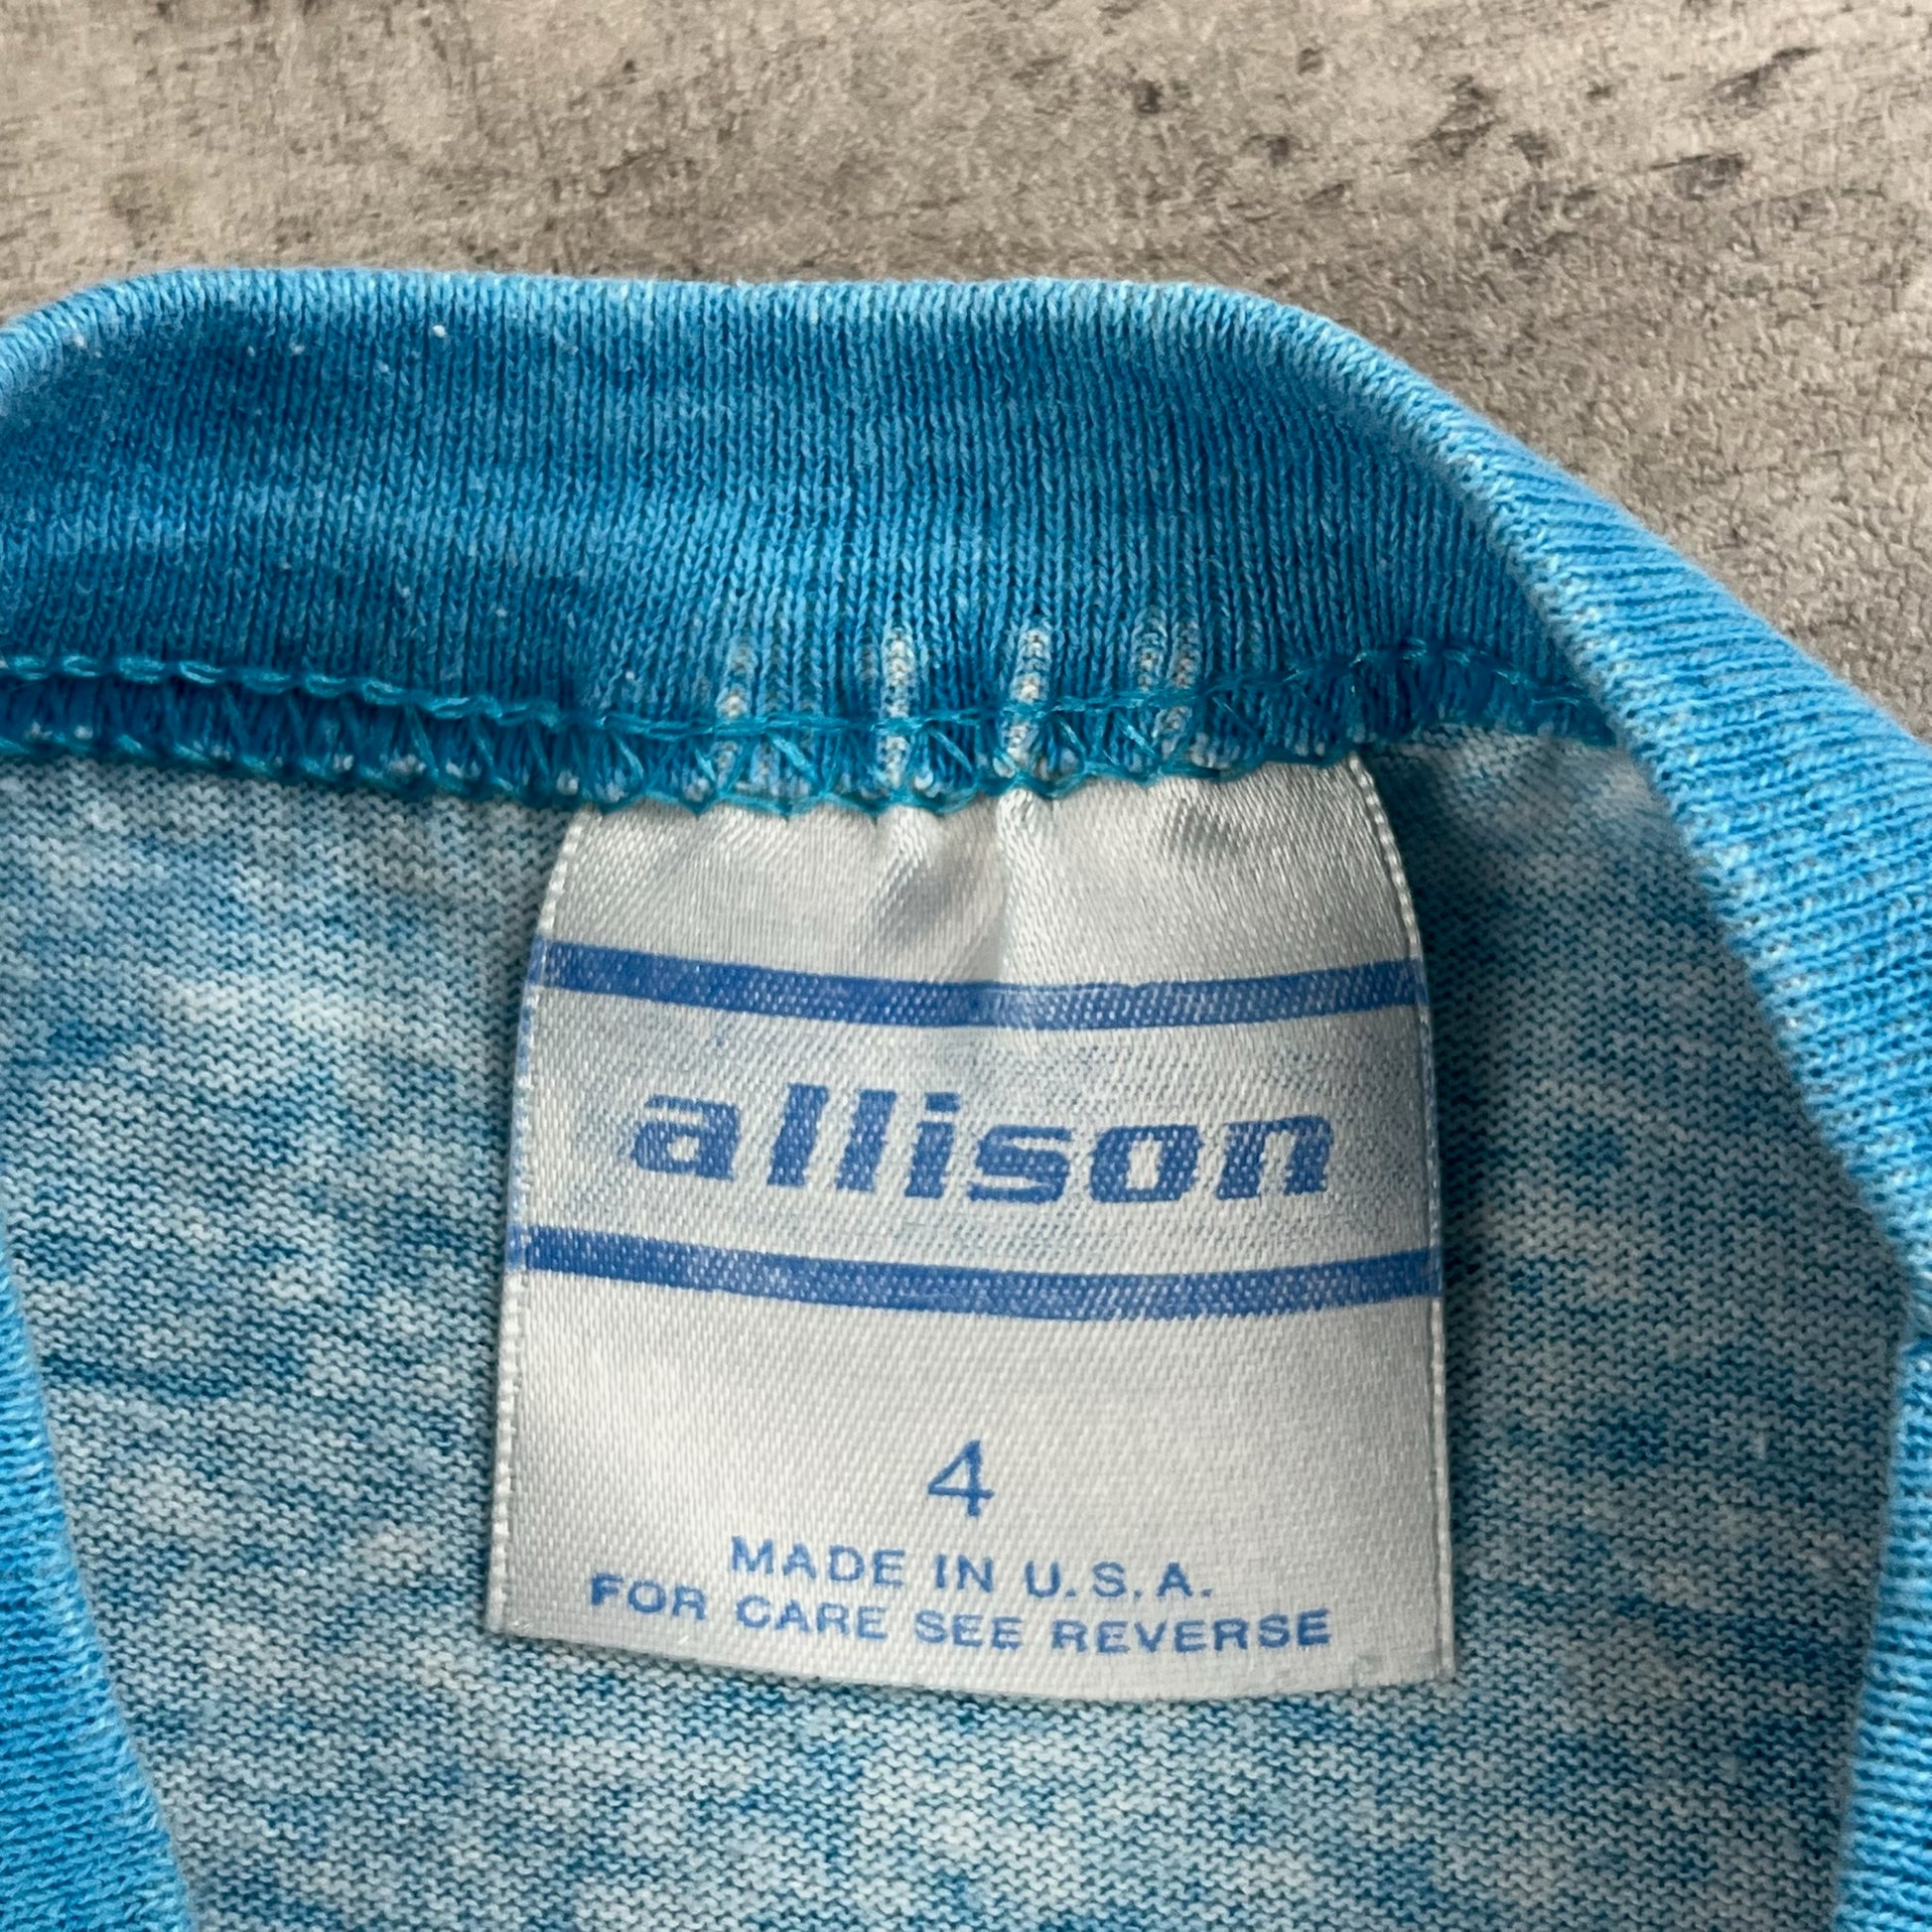 allison
4
MADE IN U.S.A.
FOR CARE SEE REVERSE